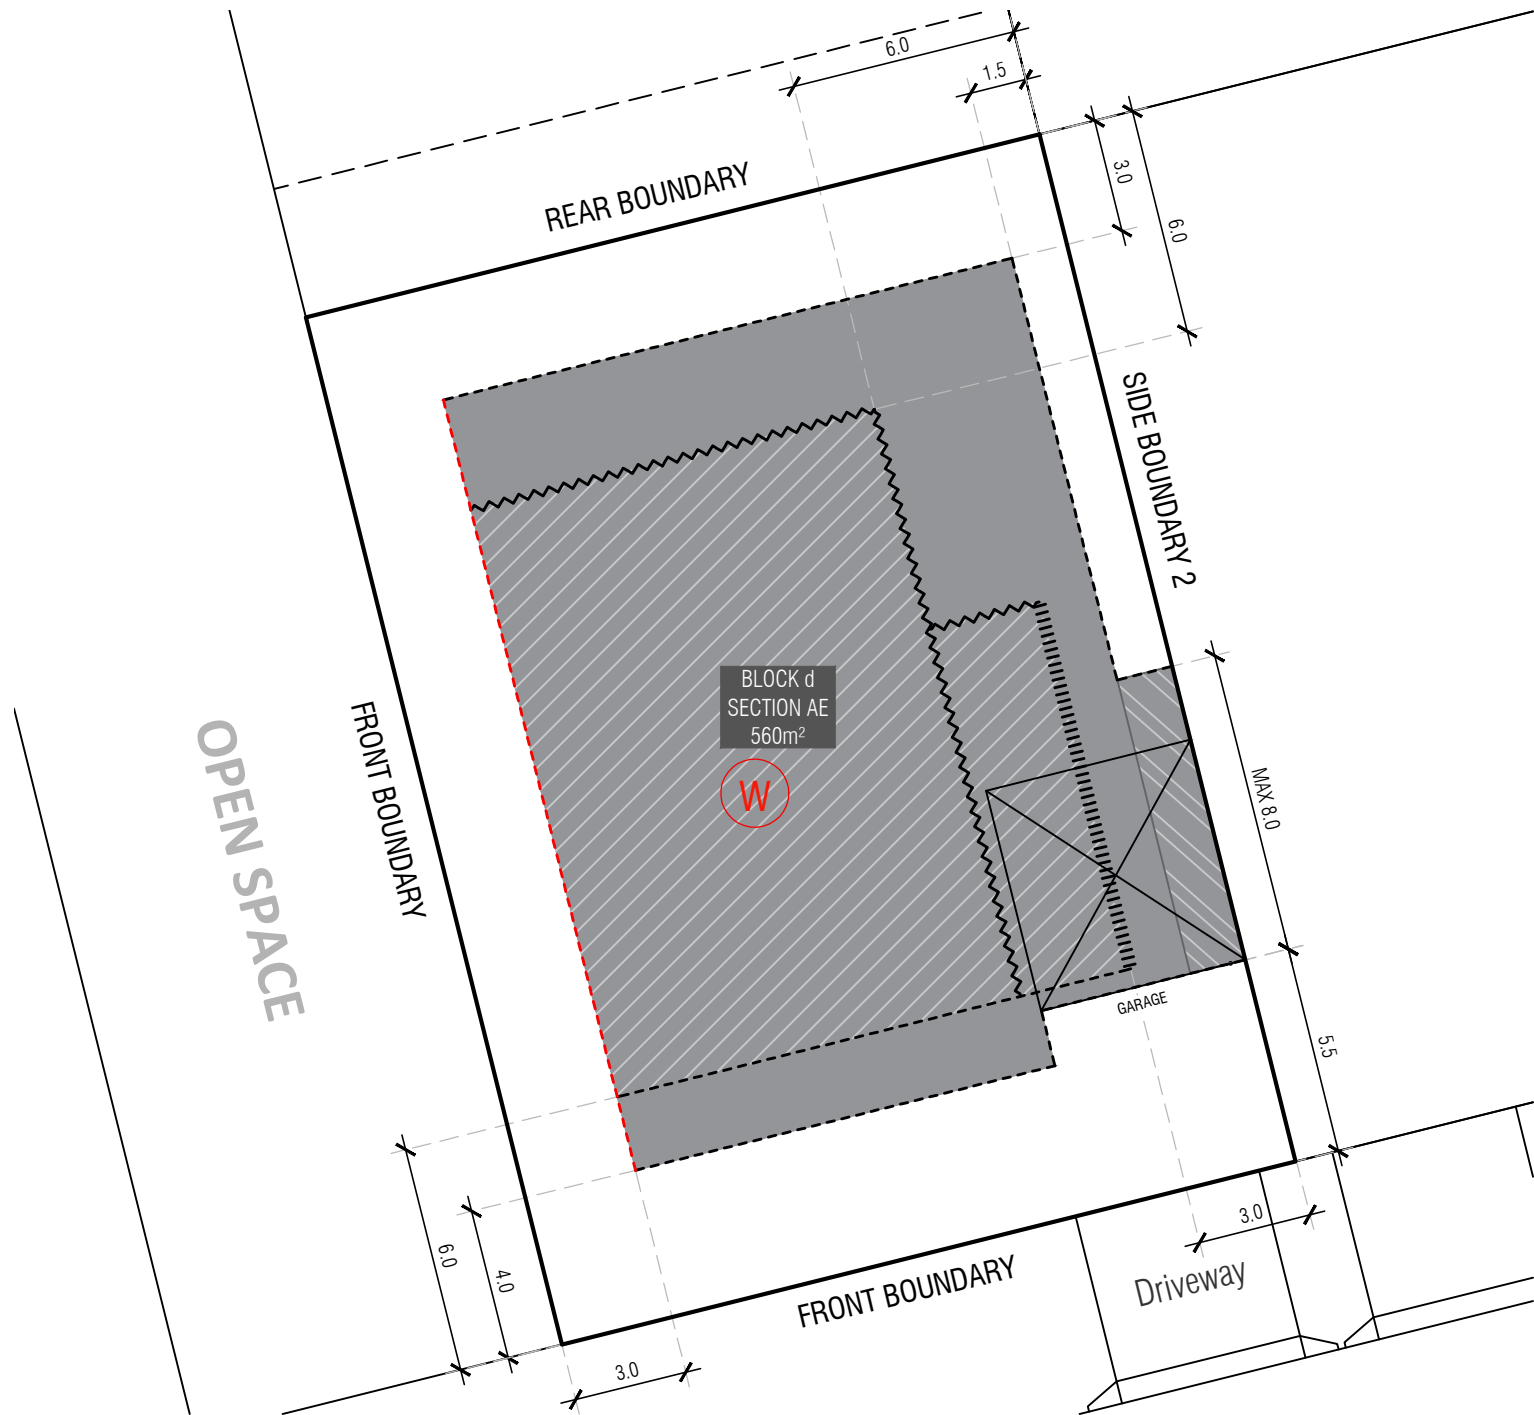 6.0
1.5
REAR BOUNDARY
3.0
6.0
SIDE BOUNDARY 2
BLOCK d
SECTION AE
560m²
W
OPEN SPACE
FRONT BOUNDARY
MAX 8.0
GARAGE
5.5
6.0
4.0
3.0
Driveway
FRONT BOUNDARY
3.0